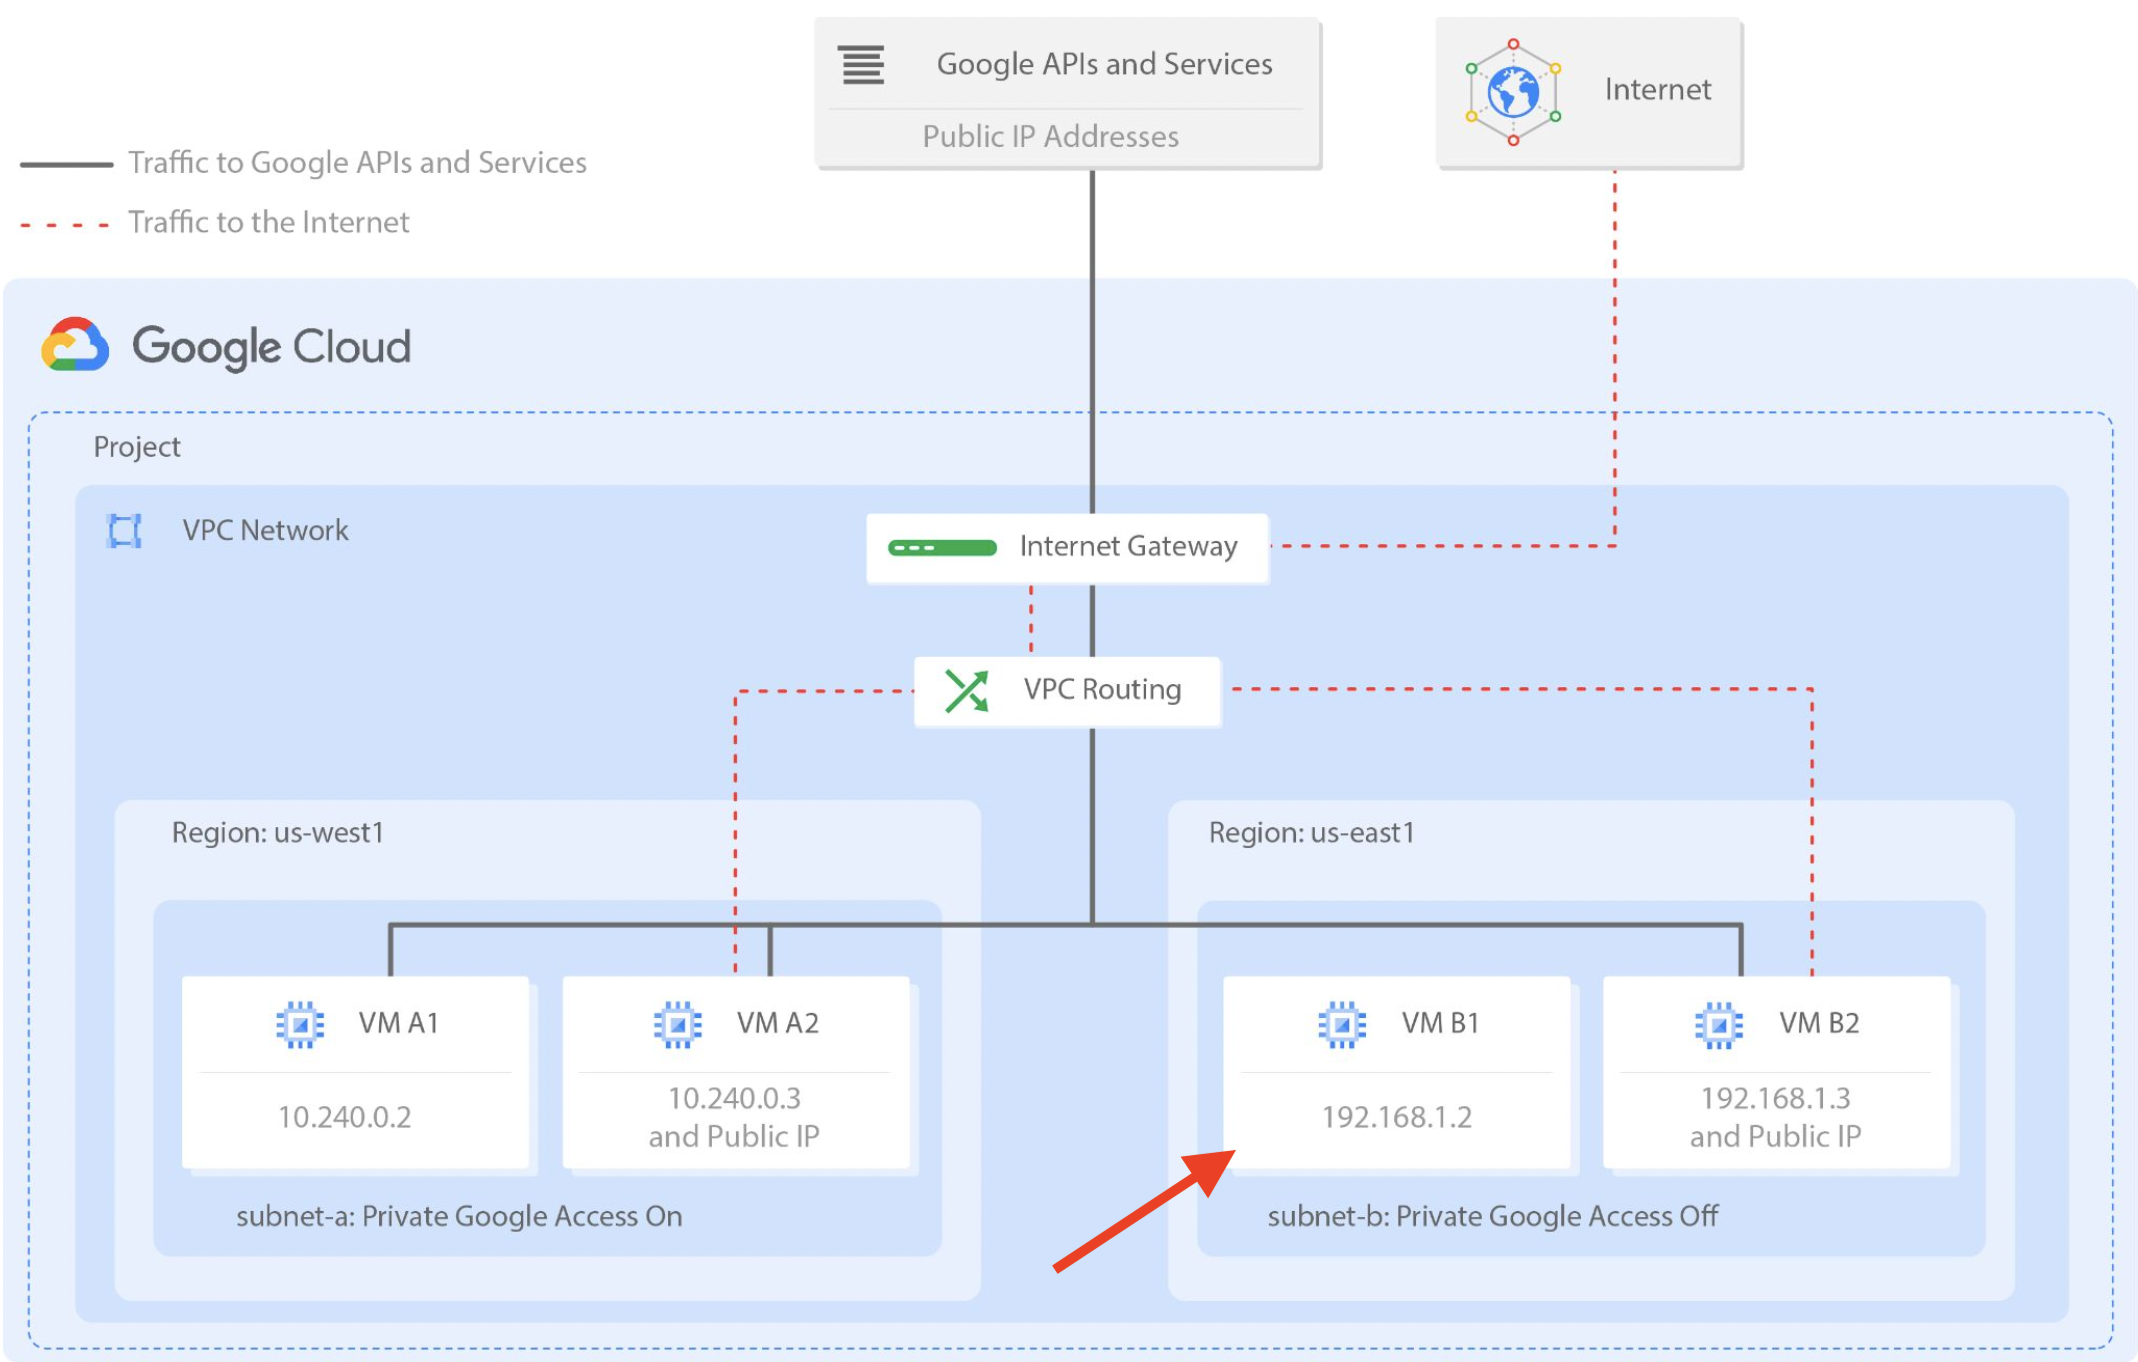 Google APIs and Services
Public IP Addresses
Internet
Traffic to Google APIs and Services
Traffic to the Internet
Google Cloud
Project
VPC Network
Internet Gateway
VPC Routing
Region: us-west1
VM A1
10.240.0.2
VM A2
10.240.0.3
and Public IP
subnet-a: Private Google Access On
Region: us-east1
VM B1
192.168.1.2
VM B2
192.168.1.3
and Public IP
subnet-b: Private Google Access Off